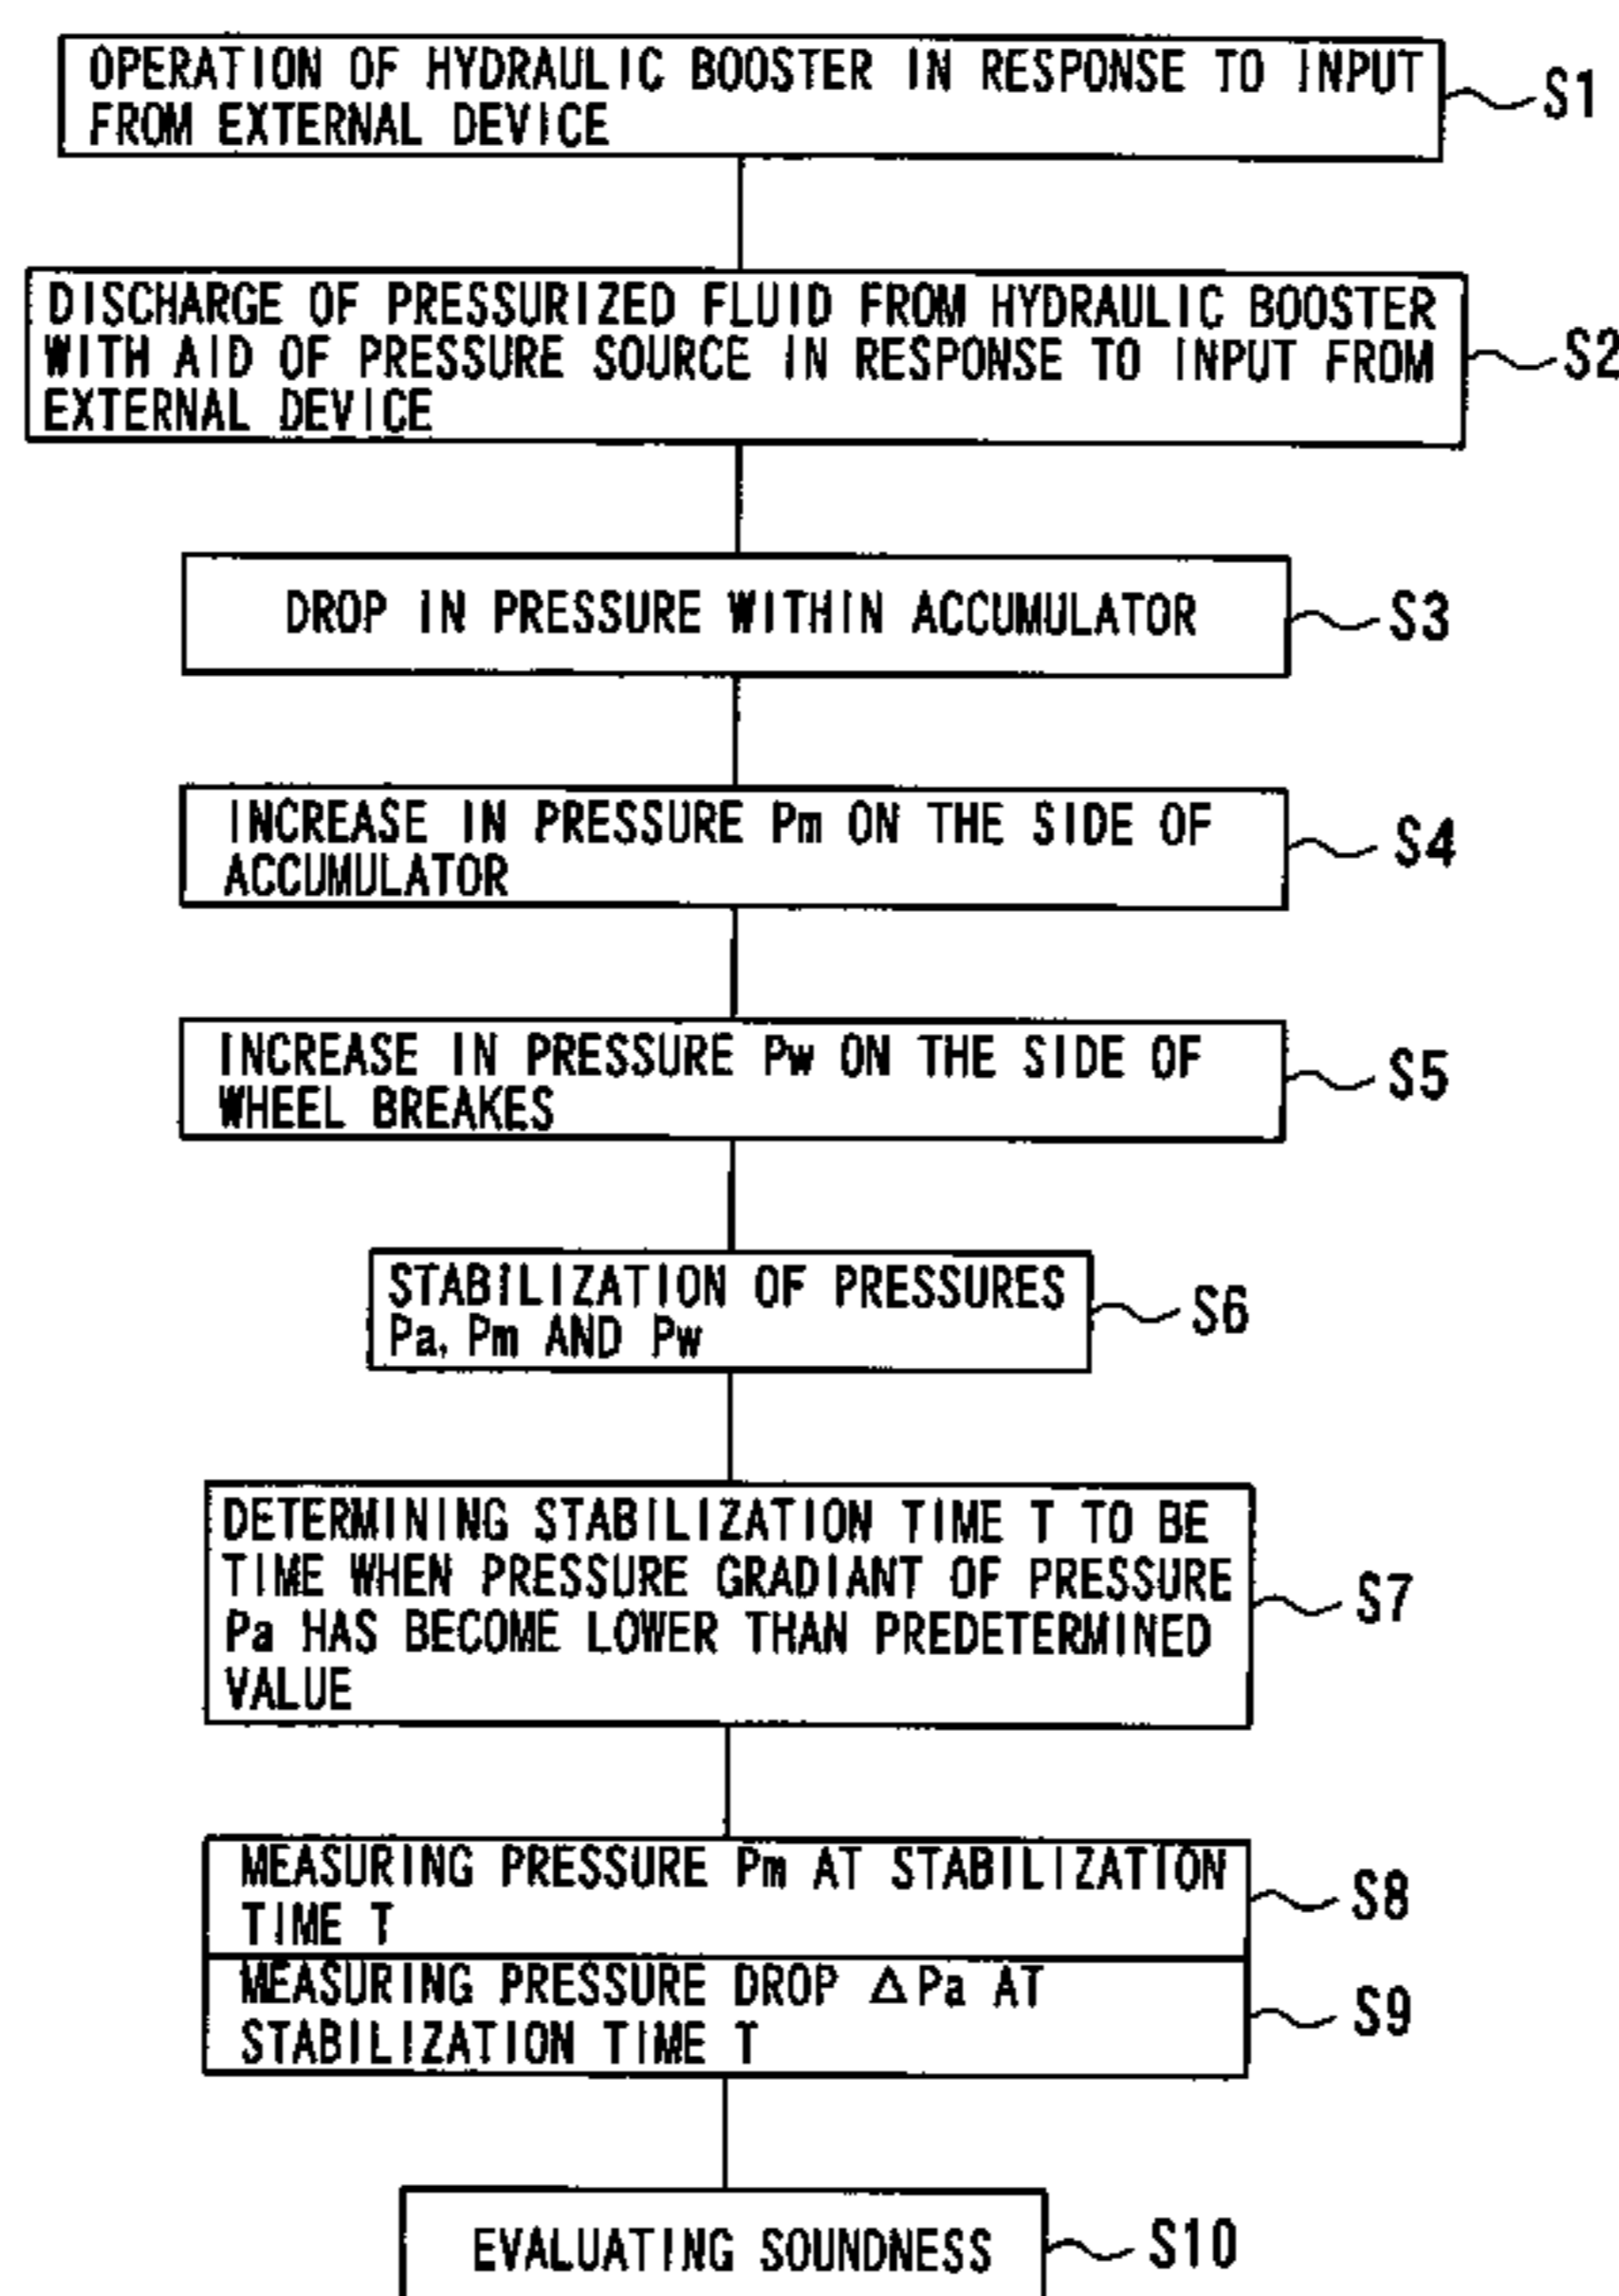 OPERATION OF HYDRAULIC BOOSTER IN RESPONSE TO INPUT
FROM EXTERNAL DEVICE
S1
DISCHARGE OF PRESSURIZED FLUID FROM HYDRAULIC BOOSTER
WITH AID OF PRESSURE SOURCE IN RESPONSE TO INPUT FROM
EXTERNAL DEVICE
S2
DROP IN PRESSURE WITHIN ACCUMULATOR
S3
INCREASE IN PRESSURE Pm ON THE SIDE OF
ACCUMULATOR
S4
INCREASE IN PRESSURE Pw ON THE SIDE OF
WHEEL BREAKES
S5
STABILIZATION OF PRESSURES
Pa, Pm AND Pw
S6
DETERMINING STABILIZATION TIME T TO BE
TIME WHEN PRESSURE GRADIANT OF PRESSURE
Pa HAS BECOME LOWER THAN PREDETERMINED
VALUE
S7
MEASURING PRESSURE Pm AT STABILIZATION
TIME T
S8
MEASURING PRESSURE DROP △Pa AT
STABILIZATION TIME T
S9
EVALUATING SOUNDNESS
S10